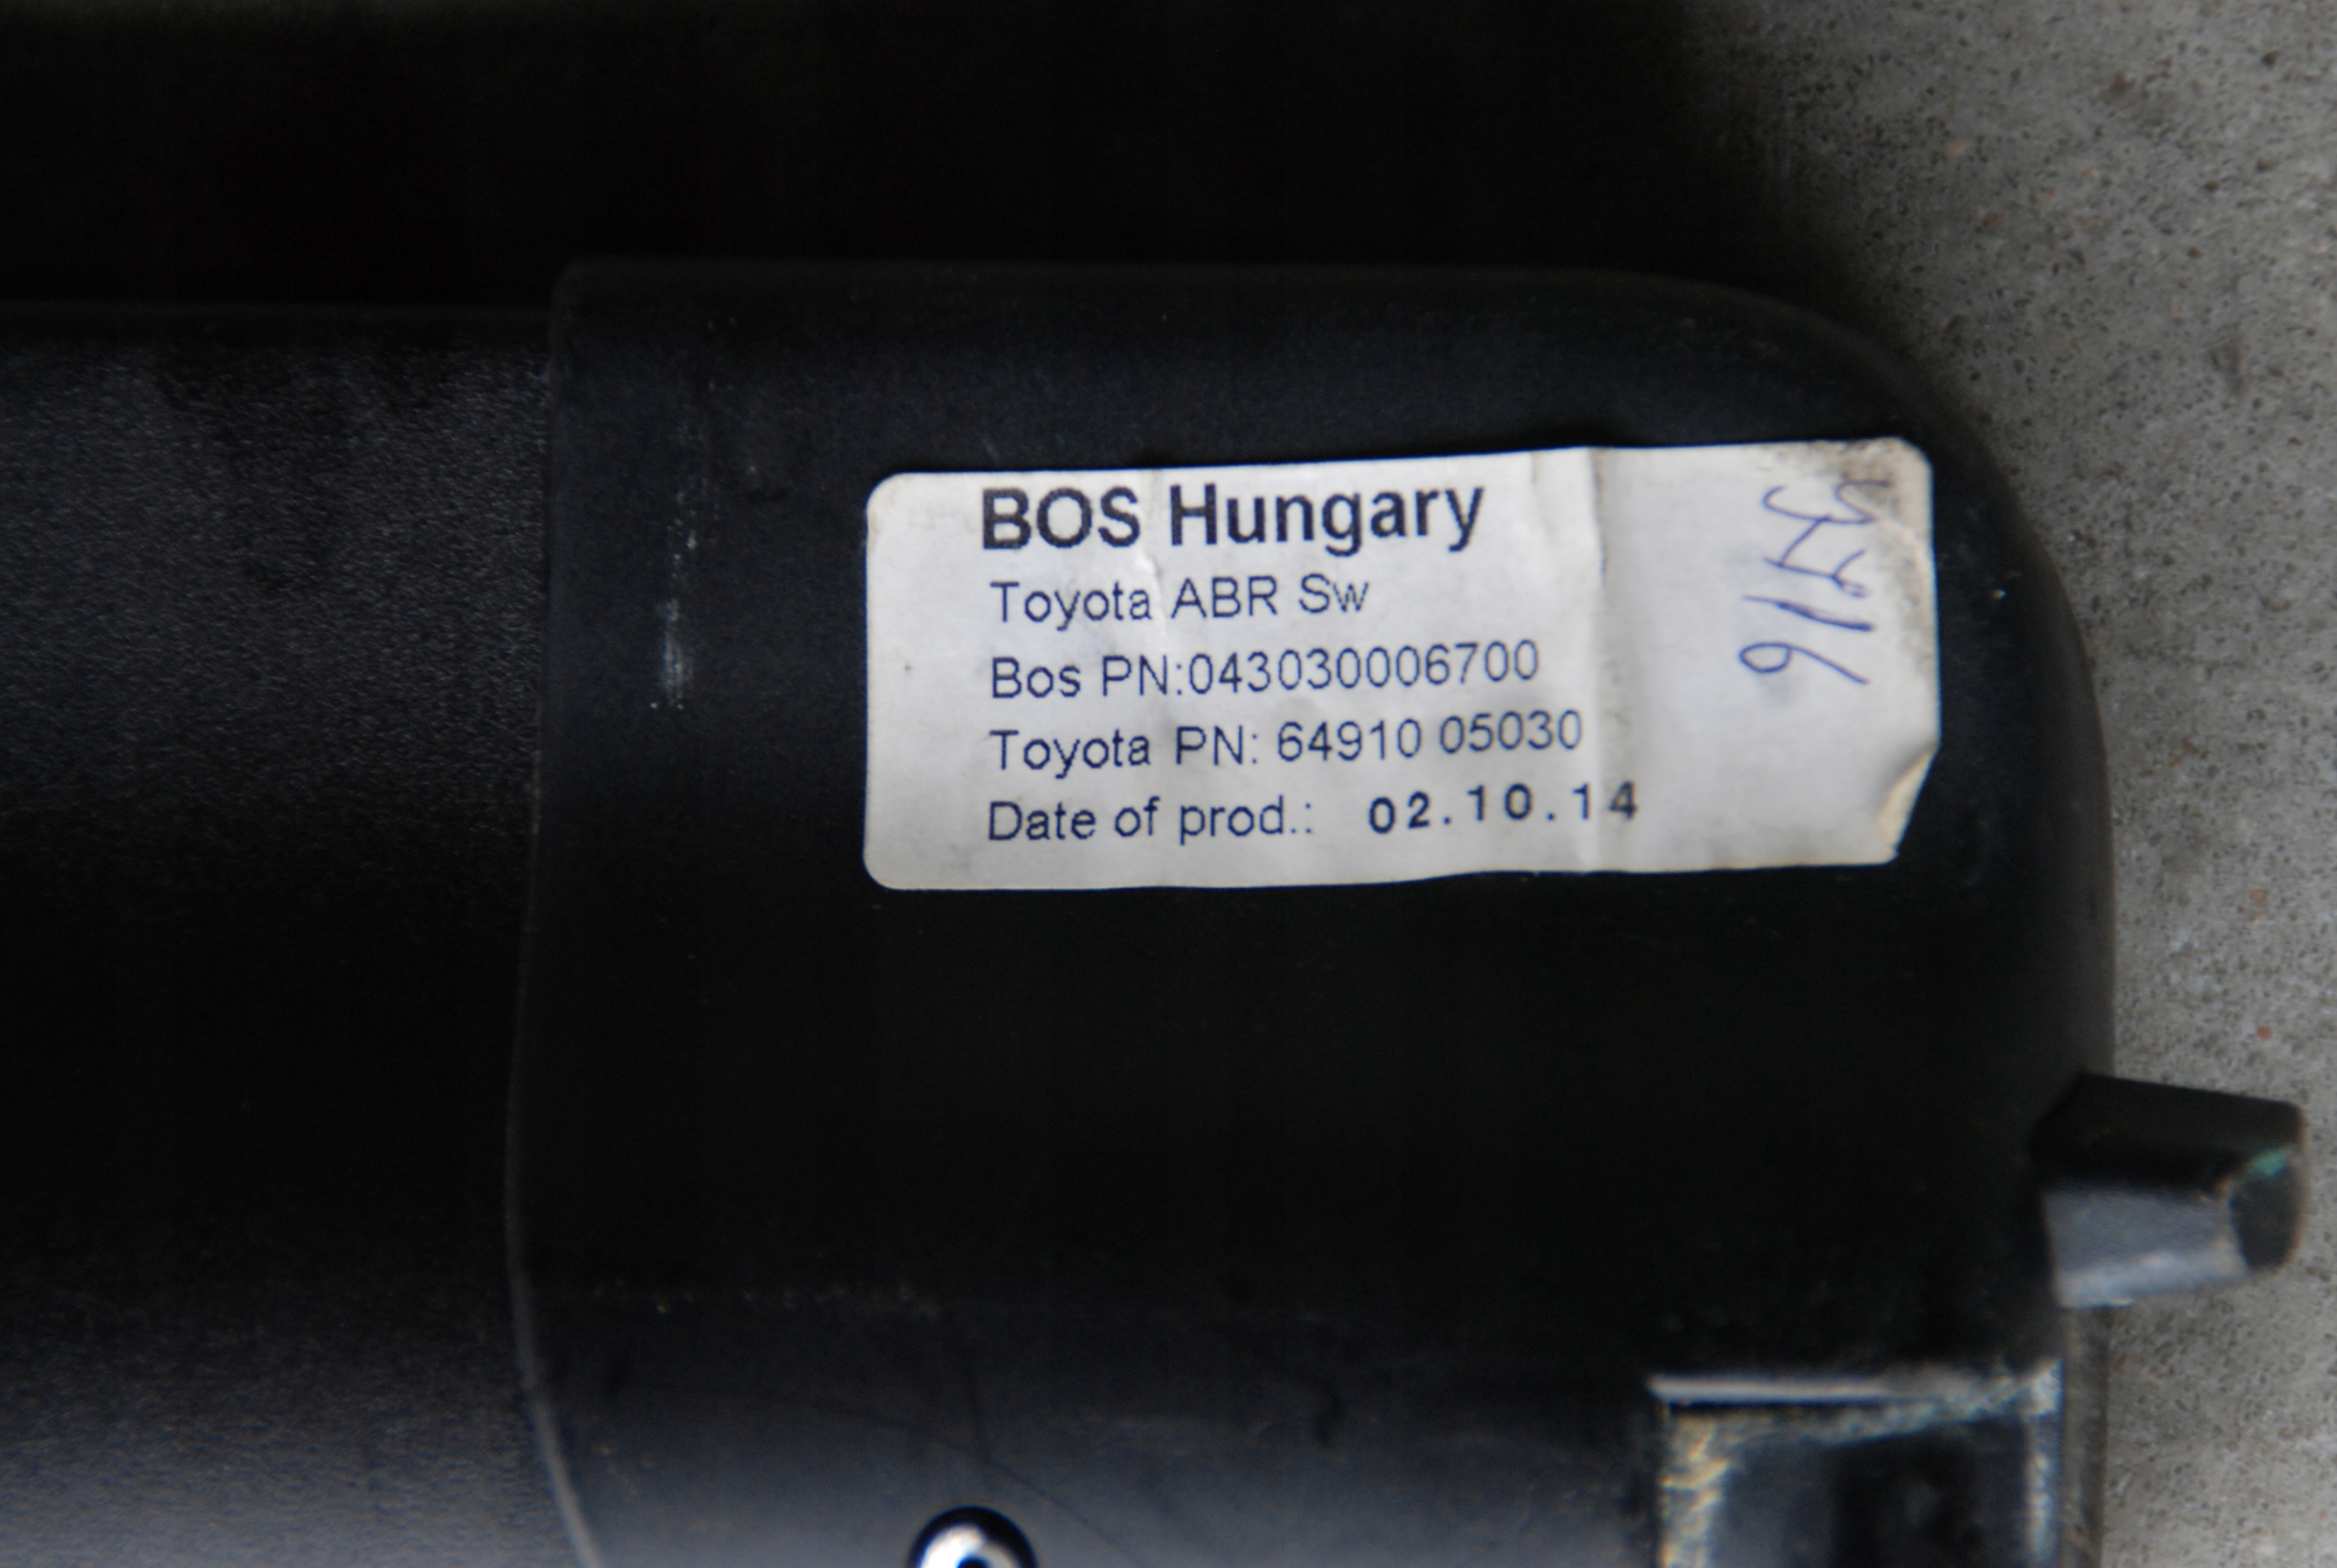 BOS Hungary
Toyota ABR Sw
Bos PN:043030006700
Toyota PN: 64910 05030
Date of prod.: 02.10.14